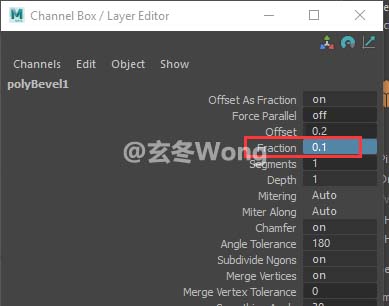 Channel Box / Layer Editor
Channels Edit Object Show
polyBevel1
Offset As Fraction on
Force Parallel off
Offset 0.2
Fraction 0.1
@玄冬Wong
Segments 1
Depth 1
Mitering Auto
Miter Along Auto
Chamfer on
Angle Tolerance 180
Subdivide Ngons on
Merge Vertices on
Merge Vertex Tolerance 0